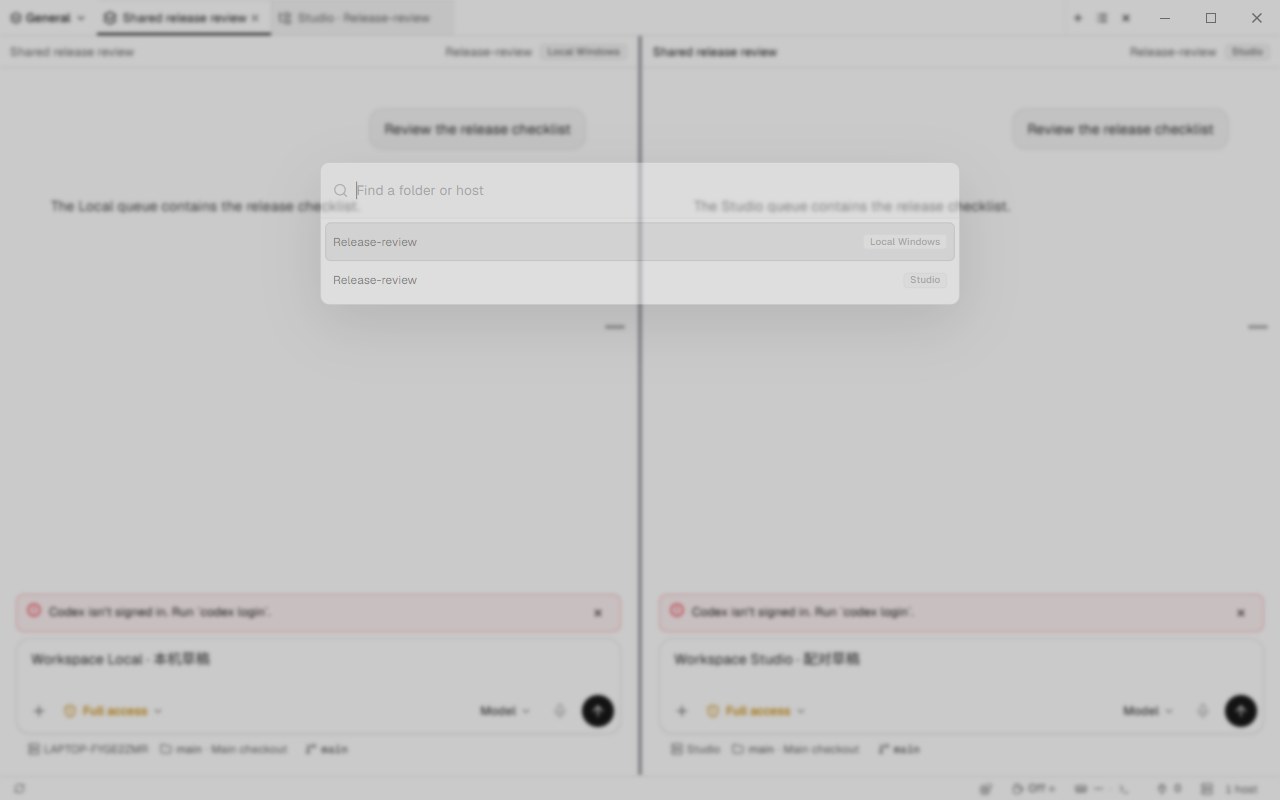 General
Shared release review
Studio · Release-review
Shared release review
Release-review
Local Windows
Shared release review
Release-review
Studio
Review the release checklist
Review the release checklist
Find a folder or host
The Local queue contains the release checklist.
The Studio queue contains the release checklist.
Release-review
Local Windows
Release-review
Studio
Codex isn't signed in. Run `codex login`.
Codex isn't signed in. Run `codex login`.
Workspace Local · 本机草稿
Workspace Studio · 配对草稿
Full access
Model
Full access
Model
main · Main checkout
main
Studio
main · Main checkout
main
Off
0
1 host